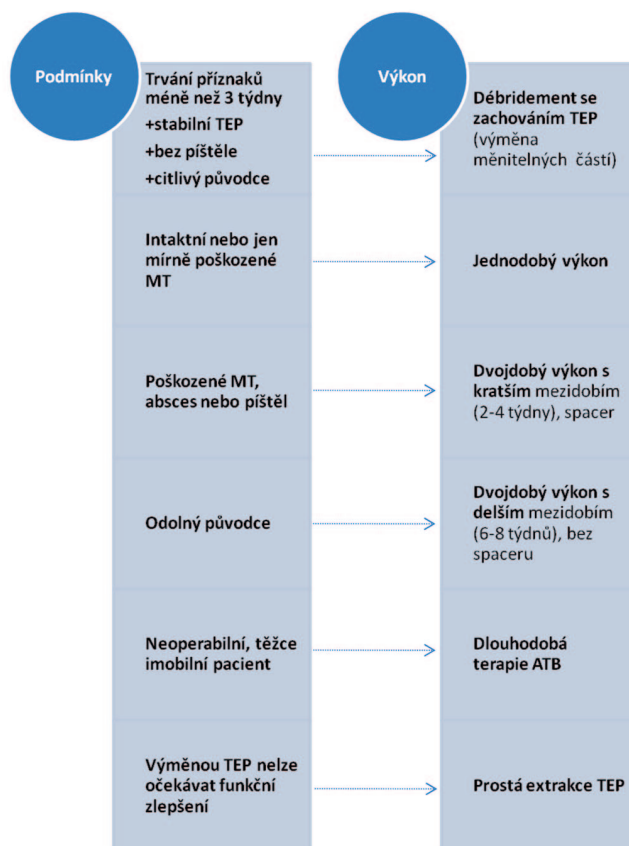 Podmínky
Výkon
Trvání příznaků
méně než 3 týdny
+stabilní TEP
+bez píštěle
+citlivý původce
Débridement se
zachováním TEP
(výměna
měnitelných částí)
Intaktní nebo jen
mírně poškozené
MT
Jednodobý výkon
Poškozené MT,
absces nebo píštěl
Dvojdobý výkon s
kratším mezidobím
(2-4 týdny), spacer
Odolný původce
Dvojdobý výkon s
delším mezidobím
(6-8 týdnů), bez
spaceru
Neoperabilní, těžce
imobilní pacient
Dlouhodobá
terapie ATB
Výměnou TEP nelze
očekávat funkční
zlepšení
Prostá extrakce TEP